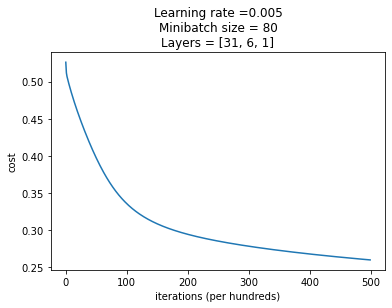 Learning rate =0.005
Minibatch size = 80
Layers = [31, 6, 1]
0.50
0.45
0.40
0.35
0.30
0.25
cost
0 100 200 300 400 500
iterations (per hundreds)